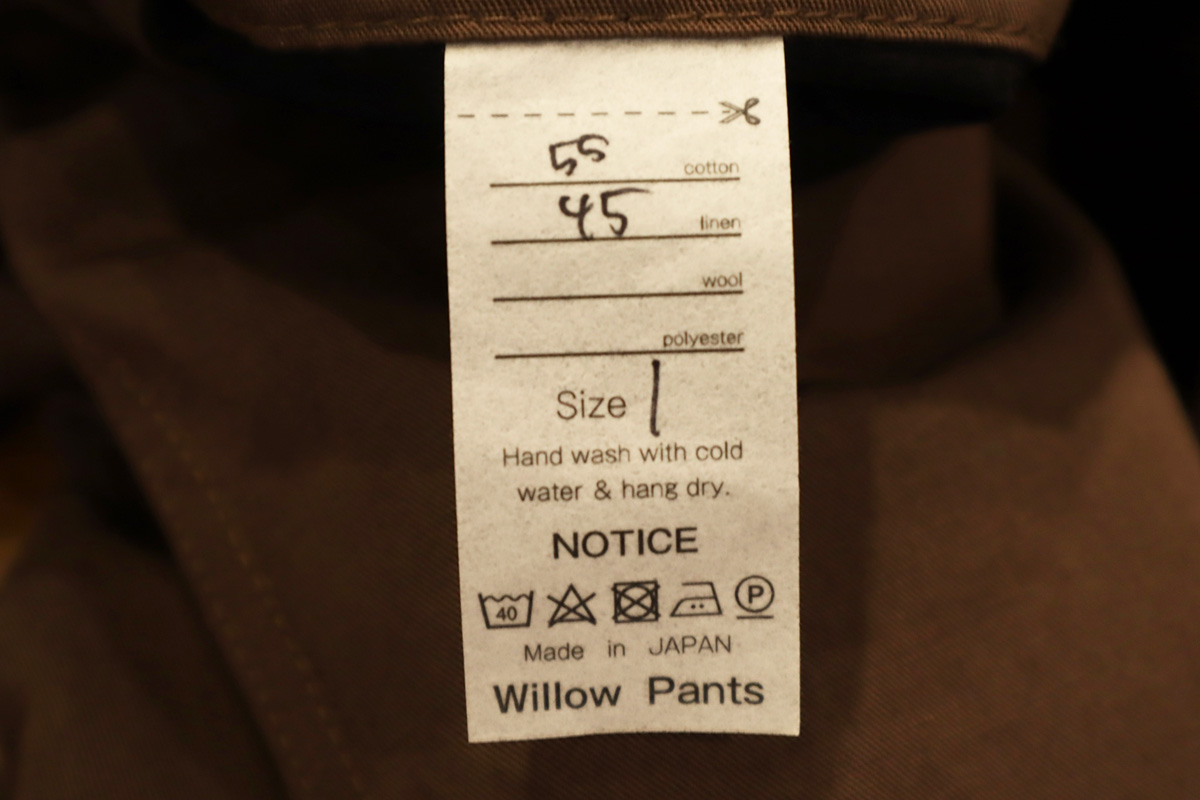 55 cotton
45 linen
wool
polyester
Size 1
Hand wash with cold
water & hang dry.
NOTICE
40 P
Made in JAPAN
Willow Pants